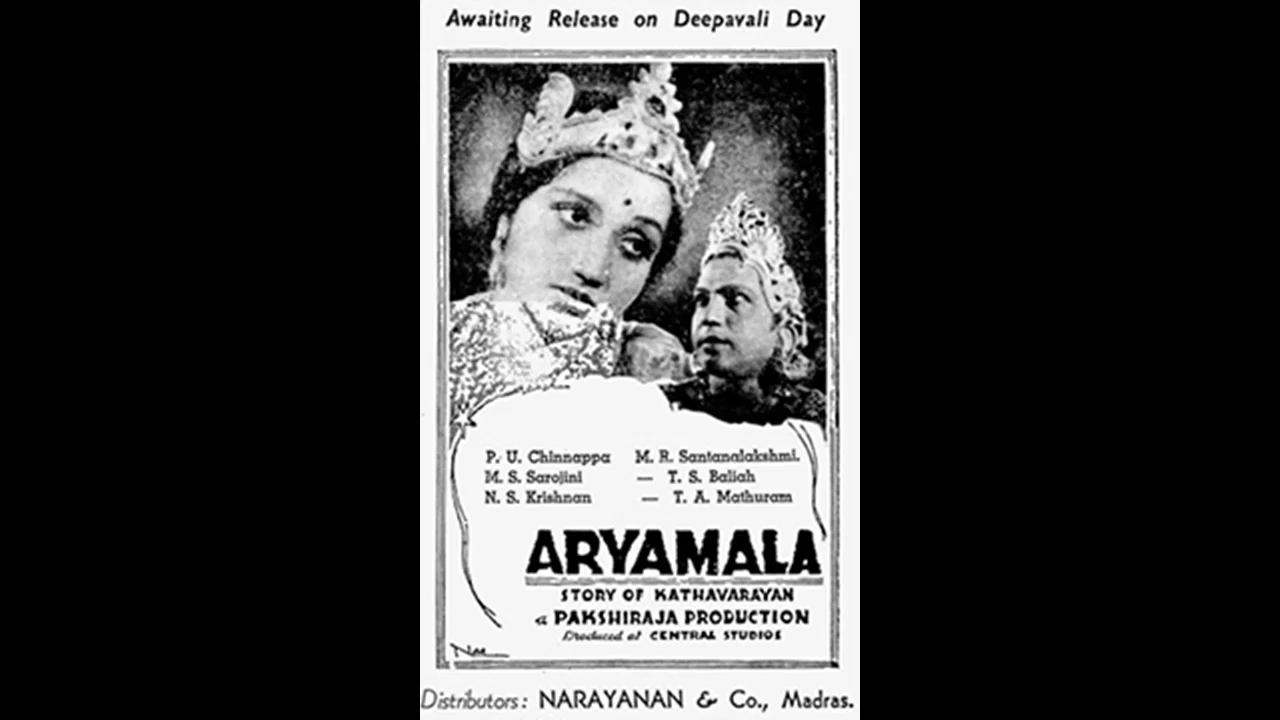 Awaiting Release on Deepavali Day
P. U. Chinnappa M. R. Santanalakshmi.
M. S. Sarojini — T. S. Baliah
N. S. Krishnan — T. A. Mathuram
ARYAMALA
STORY OF KATHAVARAYAN
a PAKSHIRAJA PRODUCTION
Produced at CENTRAL STUDIOS
Distributors: NARAYANAN & Co., Madras.